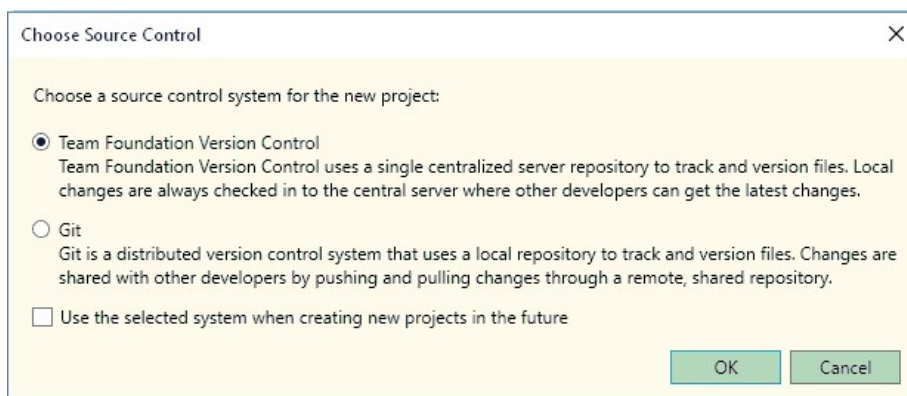 Choose Source Control
Choose a source control system for the new project:
Team Foundation Version Control
Team Foundation Version Control uses a single centralized server repository to track and version files. Local
changes are always checked in to the central server where other developers can get the latest changes.
Git
Git is a distributed version control system that uses a local repository to track and version files. Changes are
shared with other developers by pushing and pulling changes through a remote, shared repository.
Use the selected system when creating new projects in the future
OK Cancel